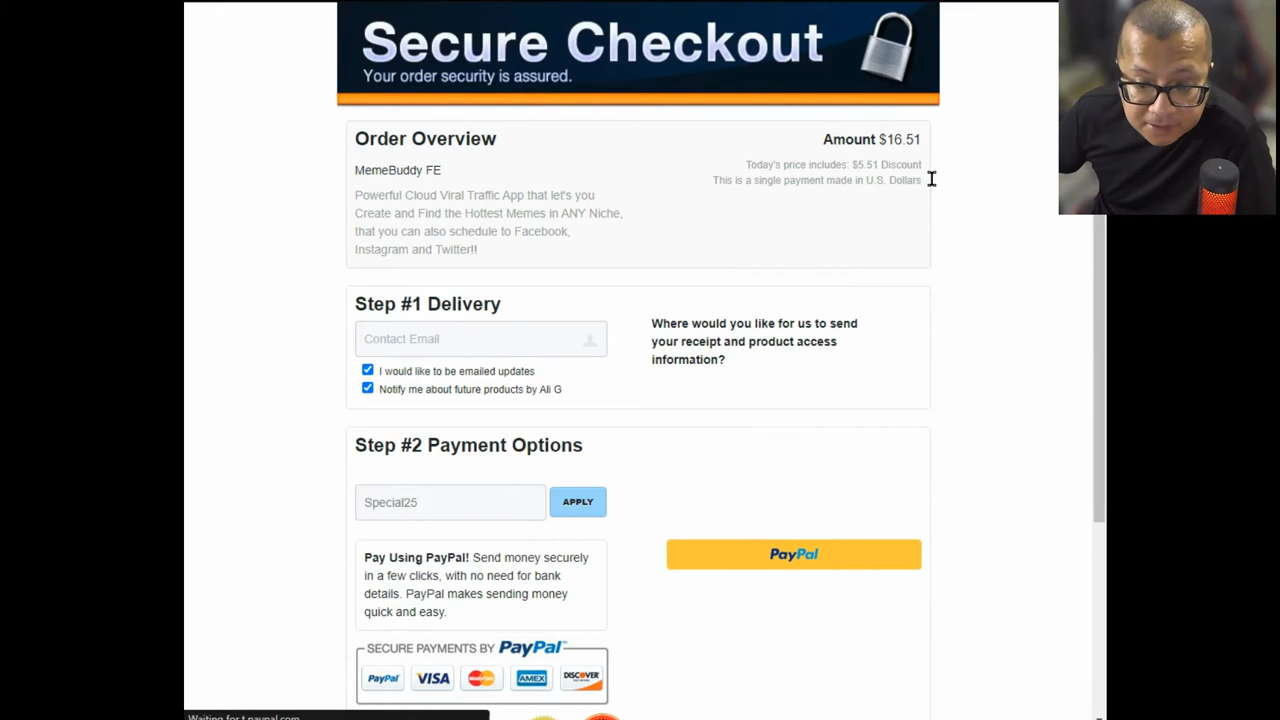 Secure Checkout
Your order security is assured.
Order Overview
Amount $16.51
MemeBuddy FE
Today's price includes: $5.51 Discount
This is a single payment made in U.S. Dollars
Powerful Cloud Viral Traffic App that let's you
Create and Find the Hottest Memes in ANY Niche,
that you can also schedule to Facebook,
Instagram and Twitter!!
Step #1 Delivery
Contact Email
I would like to be emailed updates
Notify me about future products by Ali G
Where would you like for us to send
your receipt and product access
information?
Step #2 Payment Options
Special25
APPLY
Pay Using PayPal! Send money securely
in a few clicks, with no need for bank
details. PayPal makes sending money
quick and easy.
PayPal
SECURE PAYMENTS BY PayPal
PayPal VISA MasterCard AMEX DISCOVER
Waiting for t.paypal.com